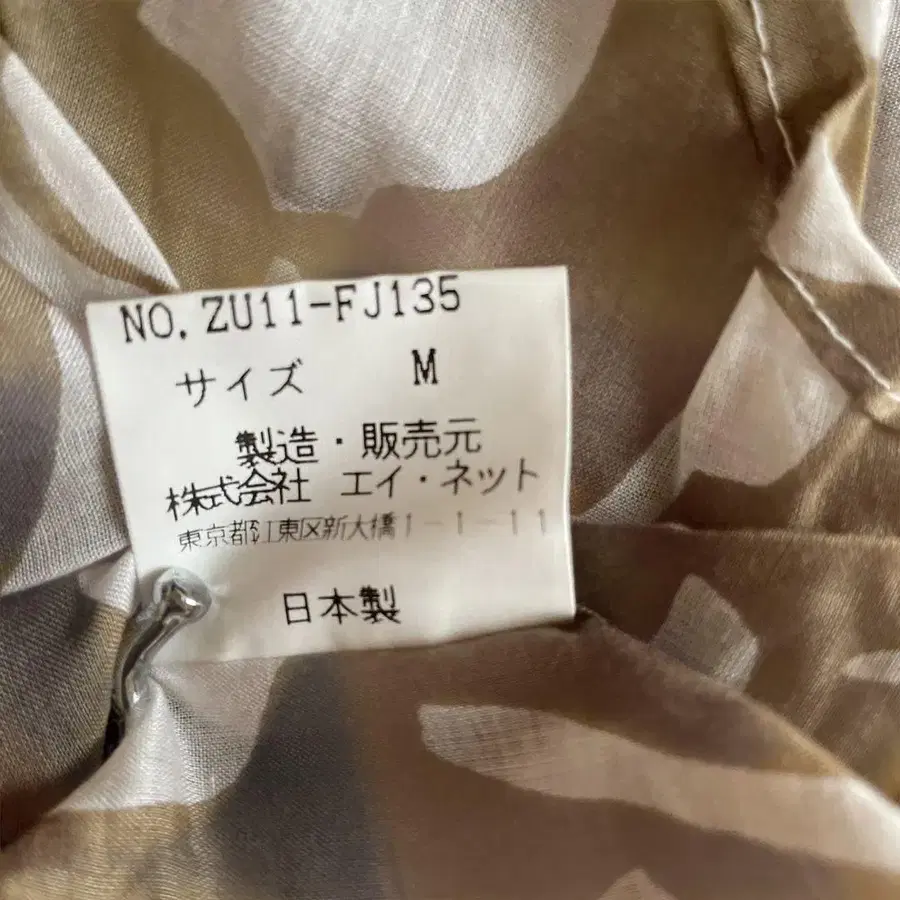 NO. ZU11-FJ135
サイズ M
製造・販売元
株式会社 エイ・ネット
東京都江東区新大橋1-1-11
日本製